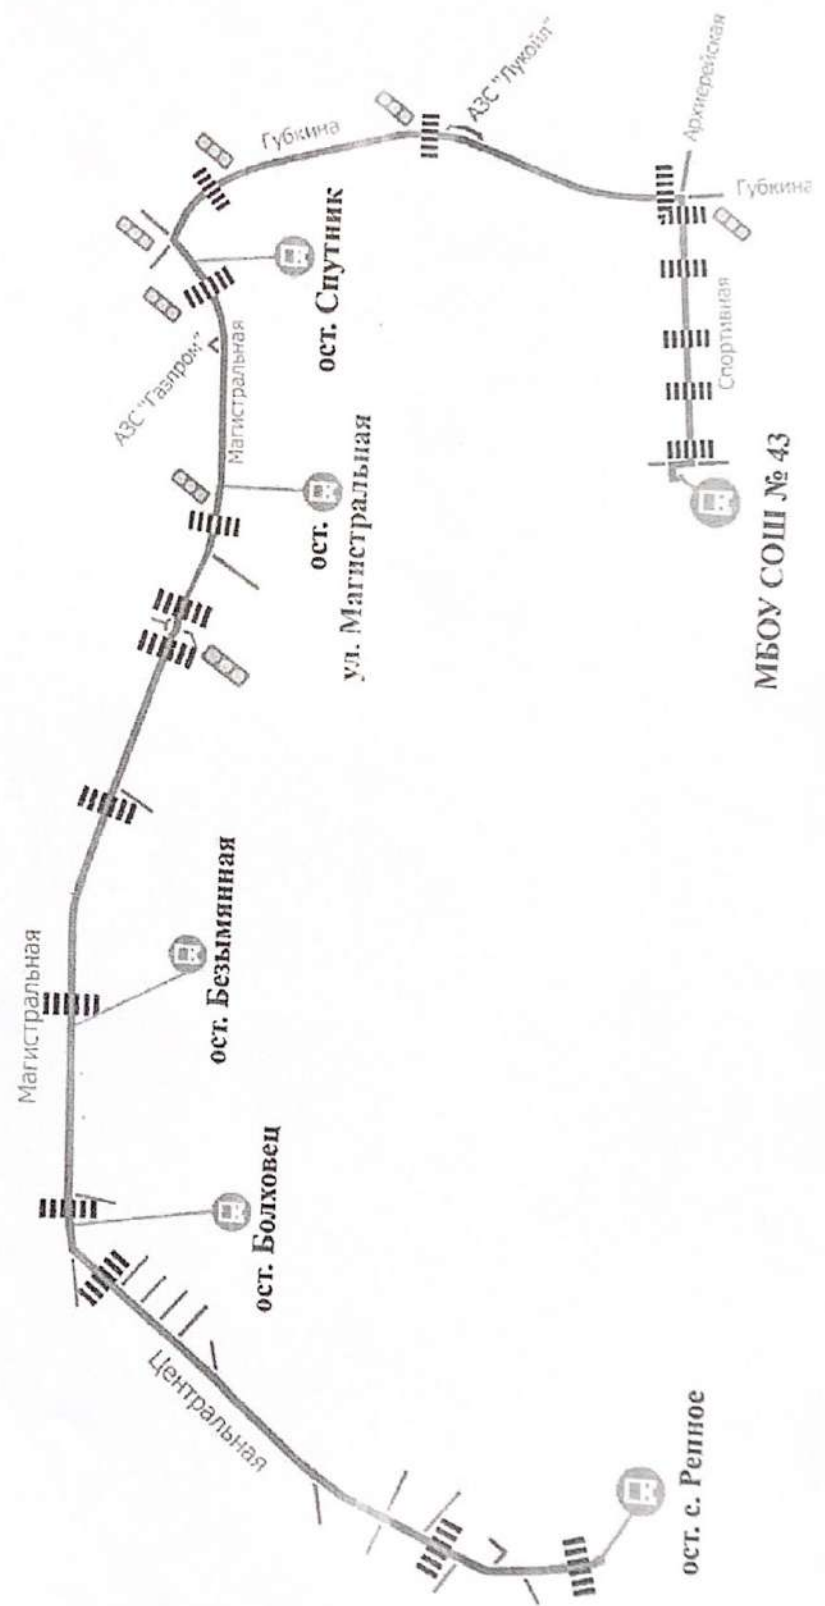 Магистральная
Центральная
ост. с. Репное
ост. Болховец
ост. Безымянная
ост.
ул. Магистральная
Магистральная
АЗС "Газпром"
ост. Спутник
Губкина
АЗС "Лукойл"
Архиерейская
Губкина
Спортивная
МБОУ СОШ № 43